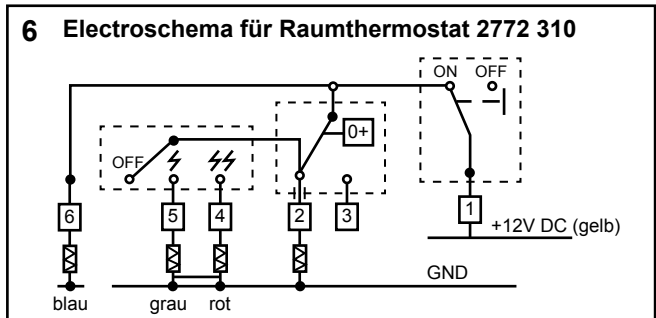 6 Electroschema für Raumthermostat 2772 310
ON OFF
0+
OFF
6 5 4 2 3 1
+12V DC (gelb)
GND
blau grau rot